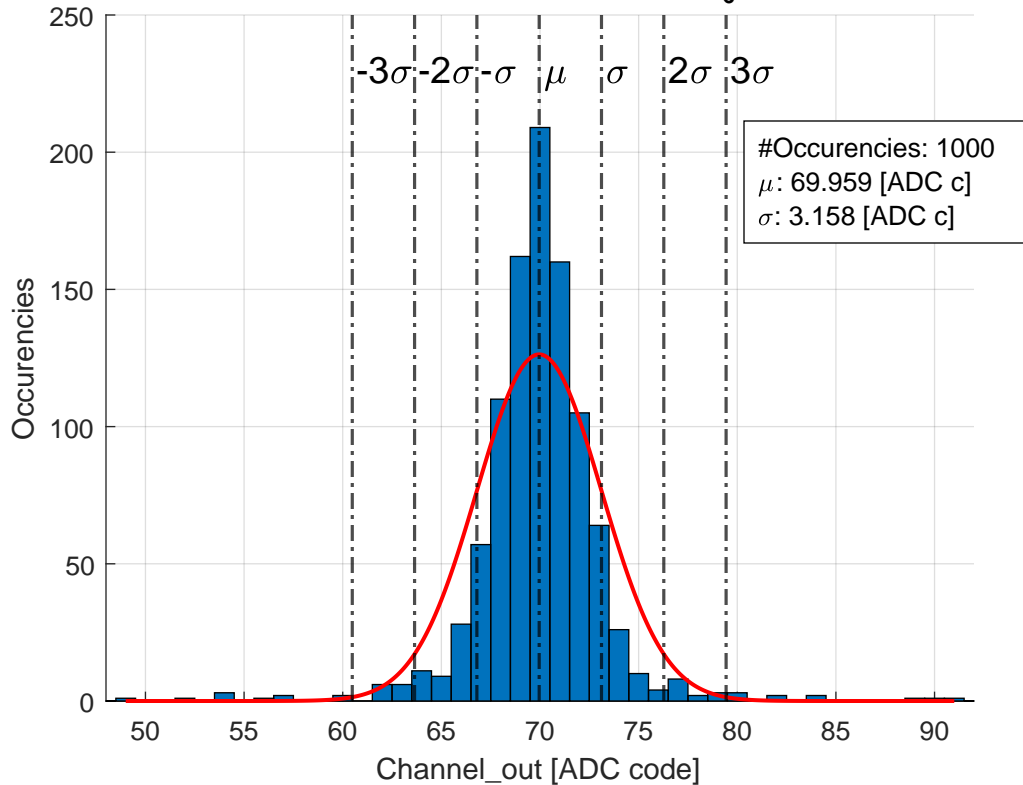 250
200
150
100
50
0
-3σ -2σ -σ μ σ 2σ 3σ
#Occurencies: 1000
μ: 69.959 [ADC c]
σ: 3.158 [ADC c]
Occurencies
50 55 60 65 70 75 80 85 90
Channel_out [ADC code]